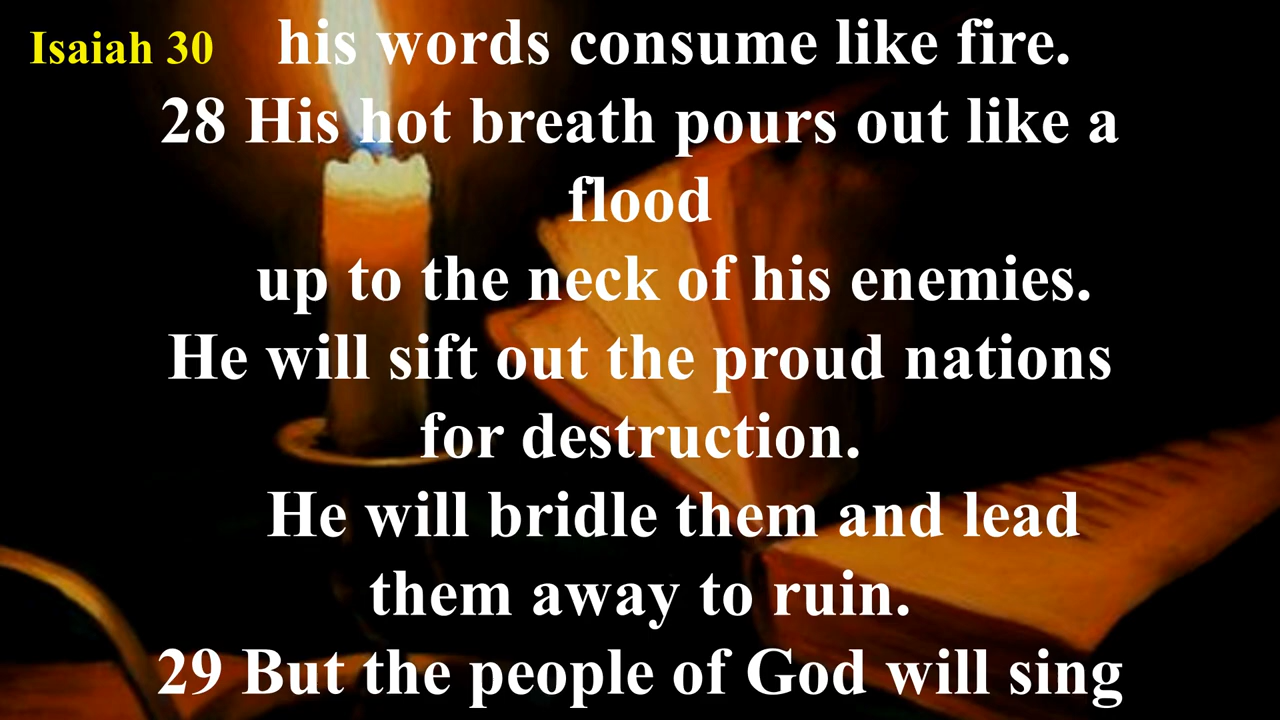 Isaiah 30
his words consume like fire.
28 His hot breath pours out like a
flood
up to the neck of his enemies.
He will sift out the proud nations
for destruction.
He will bridle them and lead
them away to ruin.
29 But the people of God will sing